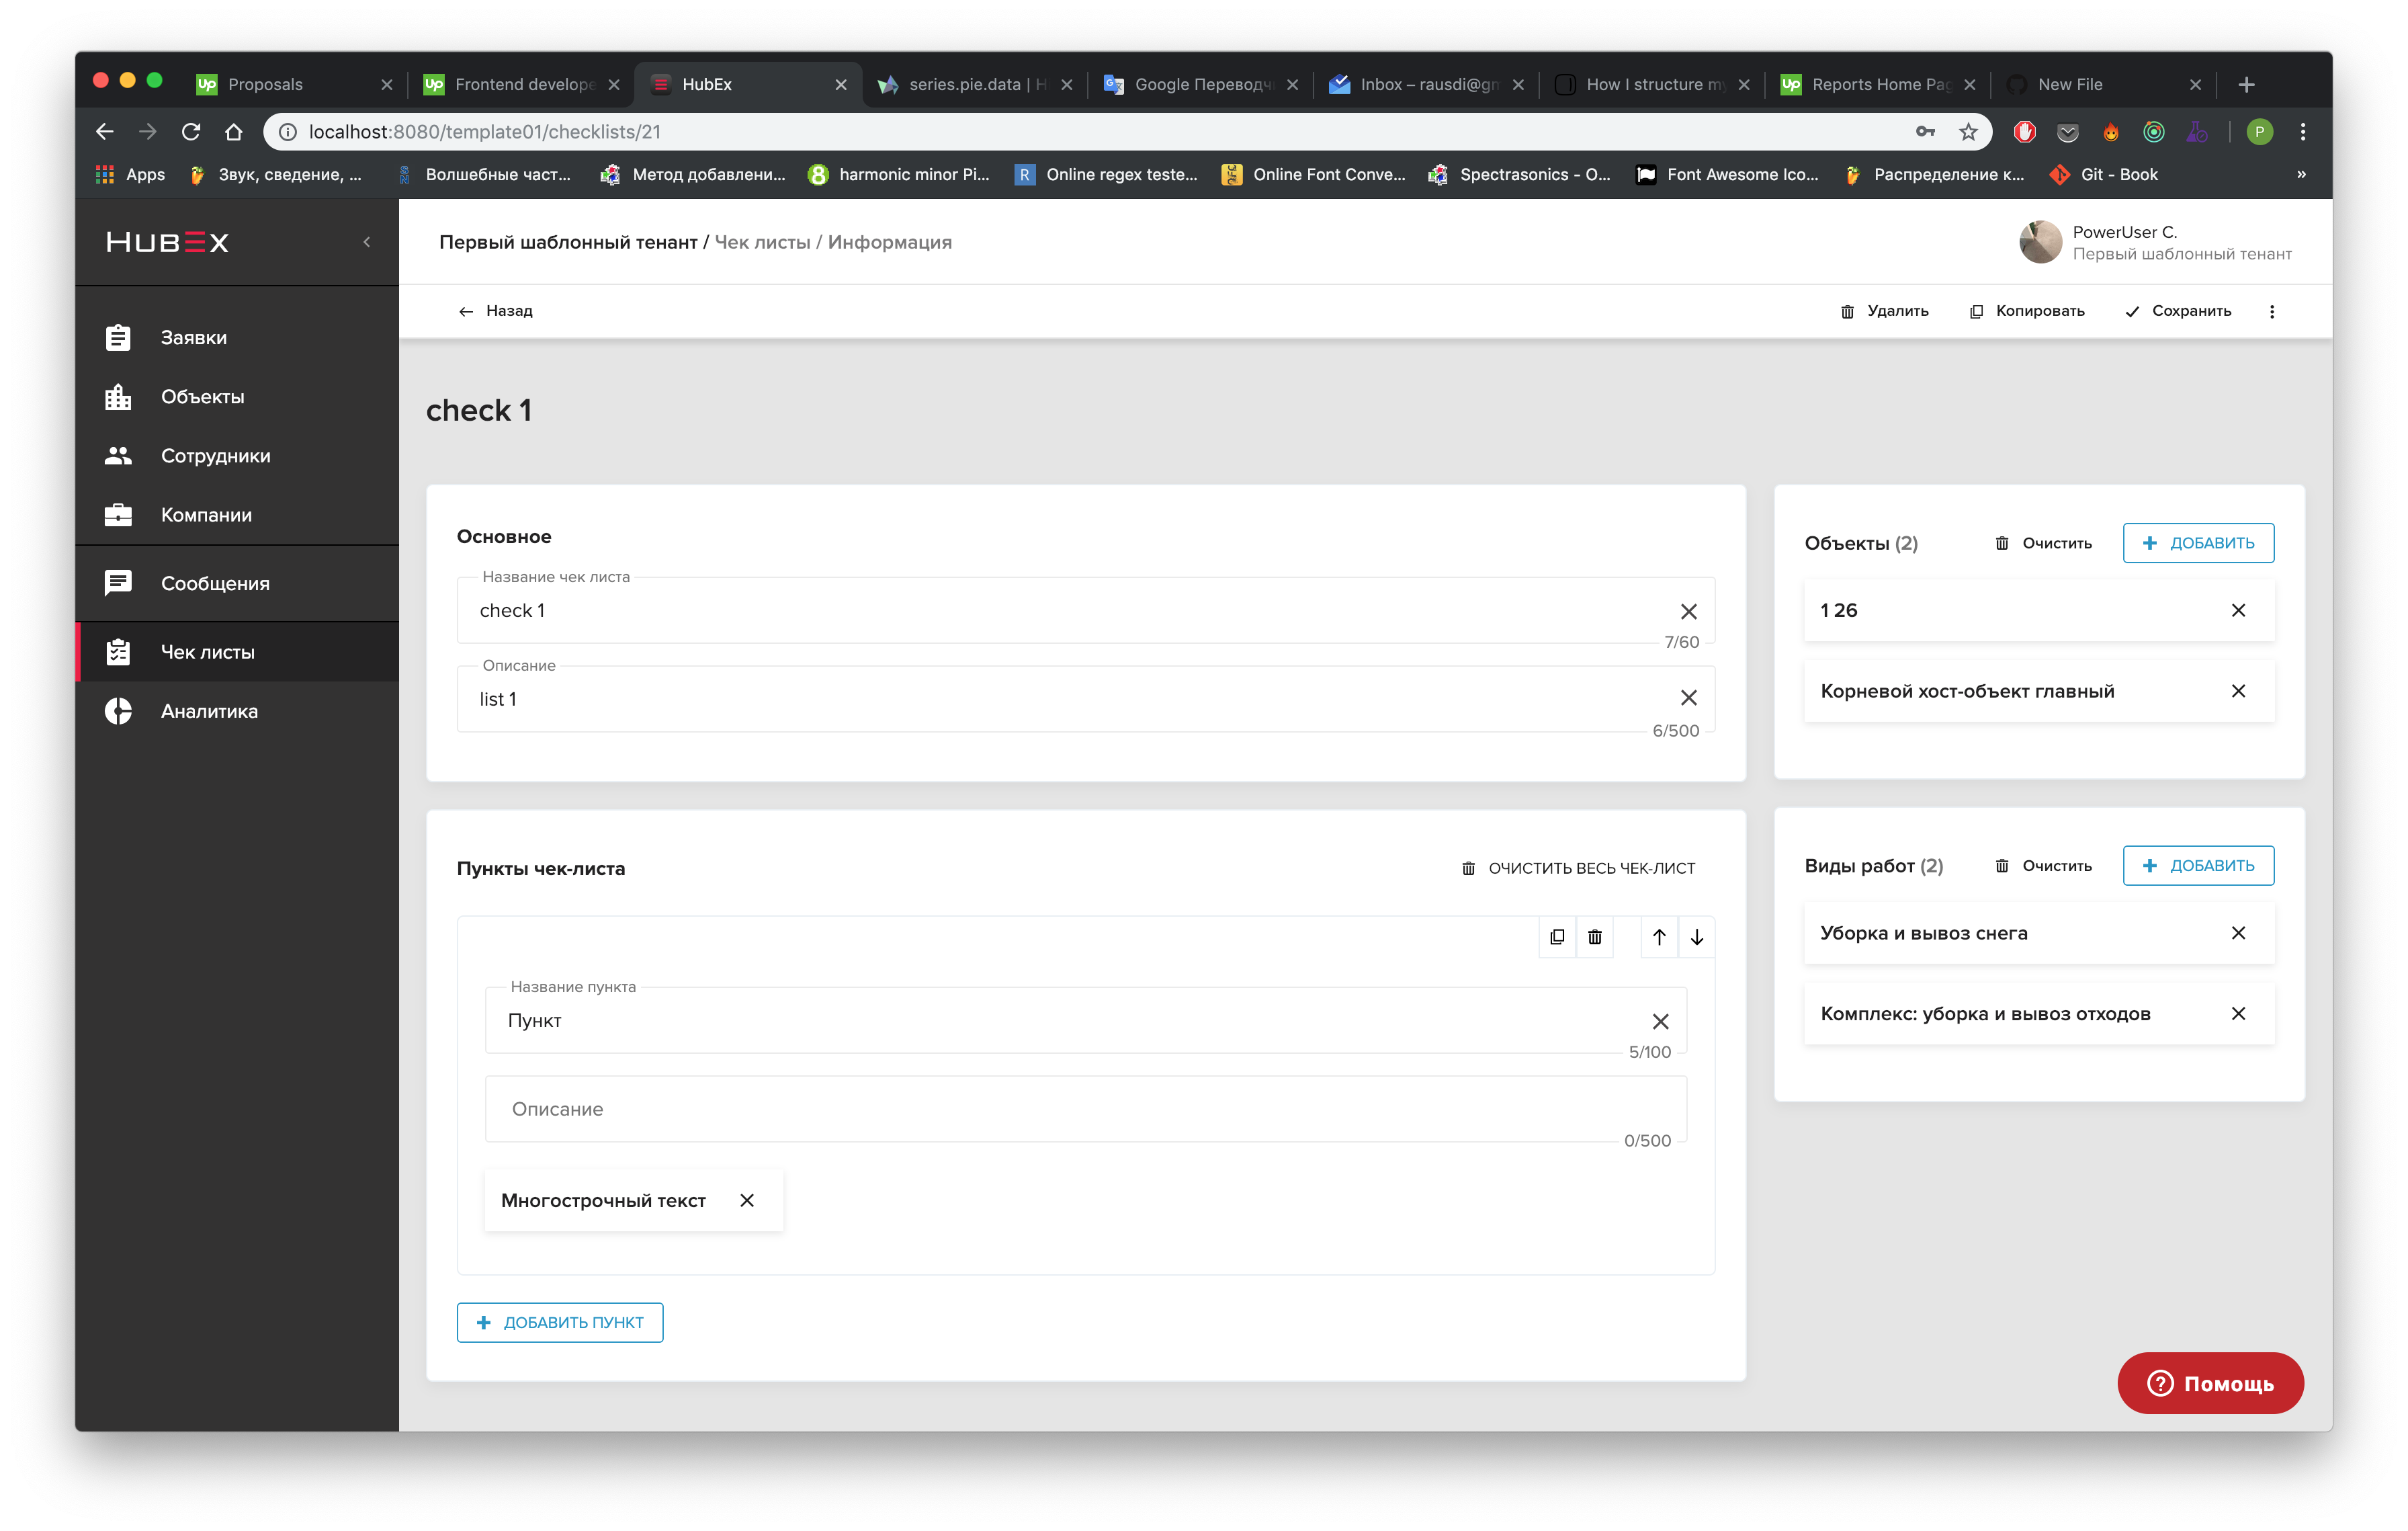 Proposals
Frontend develope
HubEx
series.pie.data | H
Google Переводч
Inbox – rausdi@gm
How I structure my
Reports Home Pag
New File
localhost:8080/template01/checklists/21
P
Apps
Звук, сведение, ...
Волшебные част...
Метод добавлени...
harmonic minor Pi...
Online regex teste...
Online Font Conve...
Spectrasonics - O...
Font Awesome Ico...
Распределение к...
Git - Book
»
HUBEX
Первый шаблонный тенант / Чек листы / Информация
PowerUser C.
Первый шаблонный тенант
Назад
Удалить
Копировать
Сохранить
Заявки
Объекты
Сотрудники
Компании
Сообщения
Чек листы
Аналитика
check 1
Основное
Название чек листа
check 1
7/60
Описание
list 1
6/500
Пункты чек-листа
ОЧИСТИТЬ ВЕСЬ ЧЕК-ЛИСТ
Название пункта
Пункт
5/100
Описание
0/500
Многострочный текст
ДОБАВИТЬ ПУНКТ
Объекты (2)
Очистить
ДОБАВИТЬ
1 26
Корневой хост-объект главный
Виды работ (2)
Очистить
ДОБАВИТЬ
Уборка и вывоз снега
Комплекс: уборка и вывоз отходов
Помощь